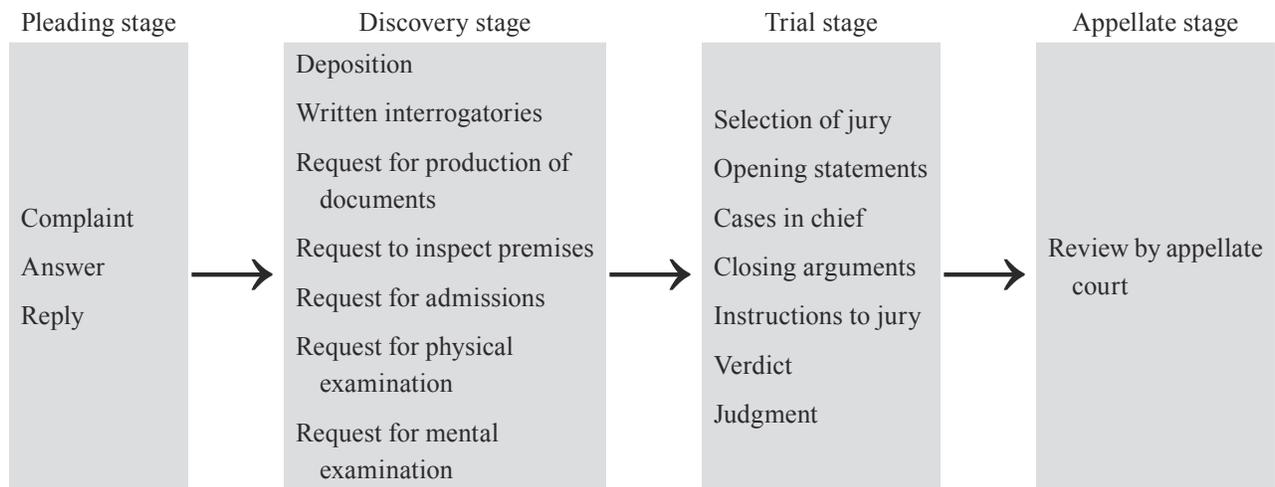 Pleading stage
Complaint
Answer
Reply
Discovery stage
Deposition
Written interrogatories
Request for production of
documents
Request to inspect premises
Request for admissions
Request for physical
examination
Request for mental
examination
Trial stage
Selection of jury
Opening statements
Cases in chief
Closing arguments
Instructions to jury
Verdict
Judgment
Appellate stage
Review by appellate
court